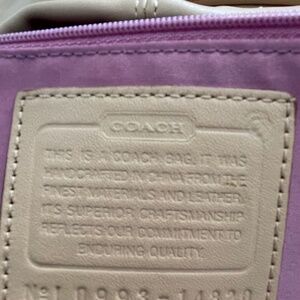 COACH
THIS IS A COACH BAG. IT WAS
HANDCRAFTED IN CHINA FROM THE
FINEST MATERIALS AND LEATHER.
IT'S SUPERIOR CRAFTSMANSHIP
REFLECTS OUR COMMITMENT TO
ENDURING QUALITY.